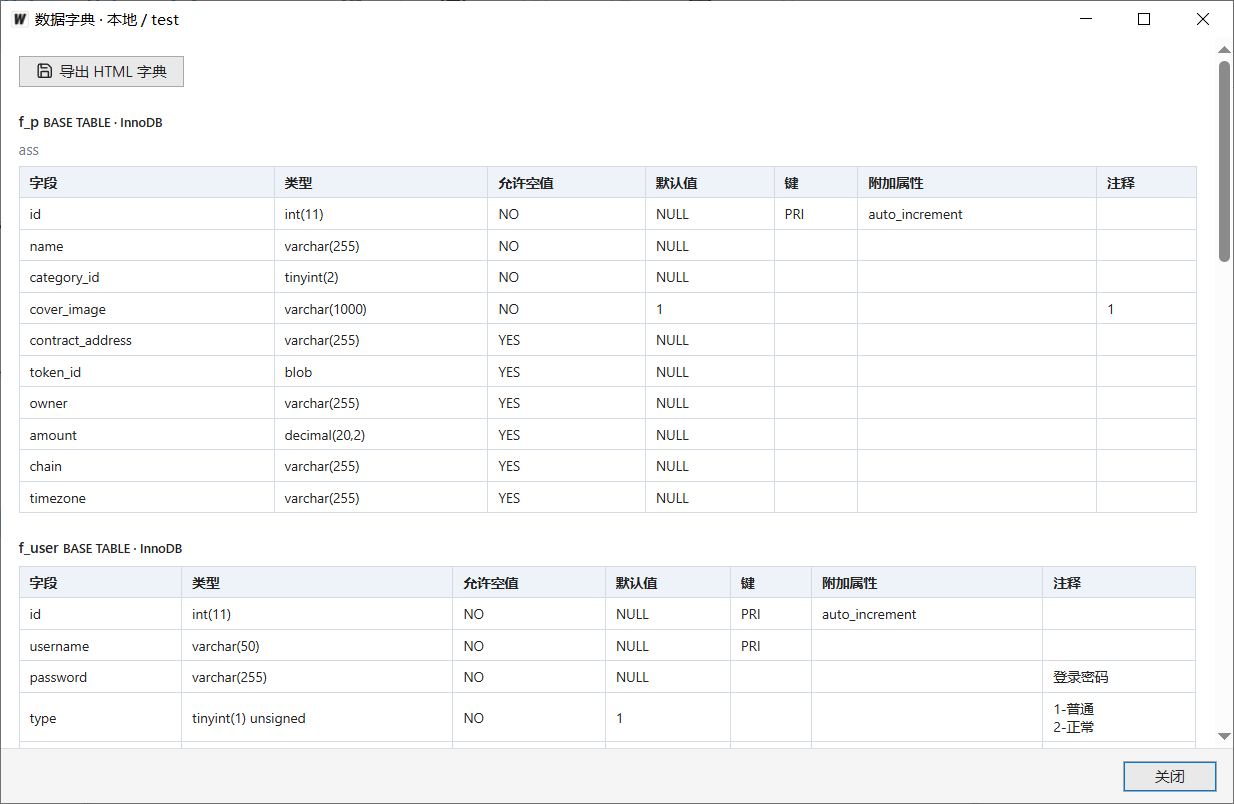 W 数据字典 · 本地 / test
导出 HTML 字典
f_p BASE TABLE · InnoDB
ass
字段 类型 允许空值 默认值 键 附加属性 注释
id int(11) NO NULL PRI auto_increment
name varchar(255) NO NULL
category_id tinyint(2) NO NULL
cover_image varchar(1000) NO 1 1
contract_address varchar(255) YES NULL
token_id blob YES NULL
owner varchar(255) YES NULL
amount decimal(20,2) YES NULL
chain varchar(255) YES NULL
timezone varchar(255) YES NULL
f_user BASE TABLE · InnoDB
字段 类型 允许空值 默认值 键 附加属性 注释
id int(11) NO NULL PRI auto_increment
username varchar(50) NO NULL PRI
password varchar(255) NO NULL 登录密码
type tinyint(1) unsigned NO 1 1-普通
2-正常
关闭